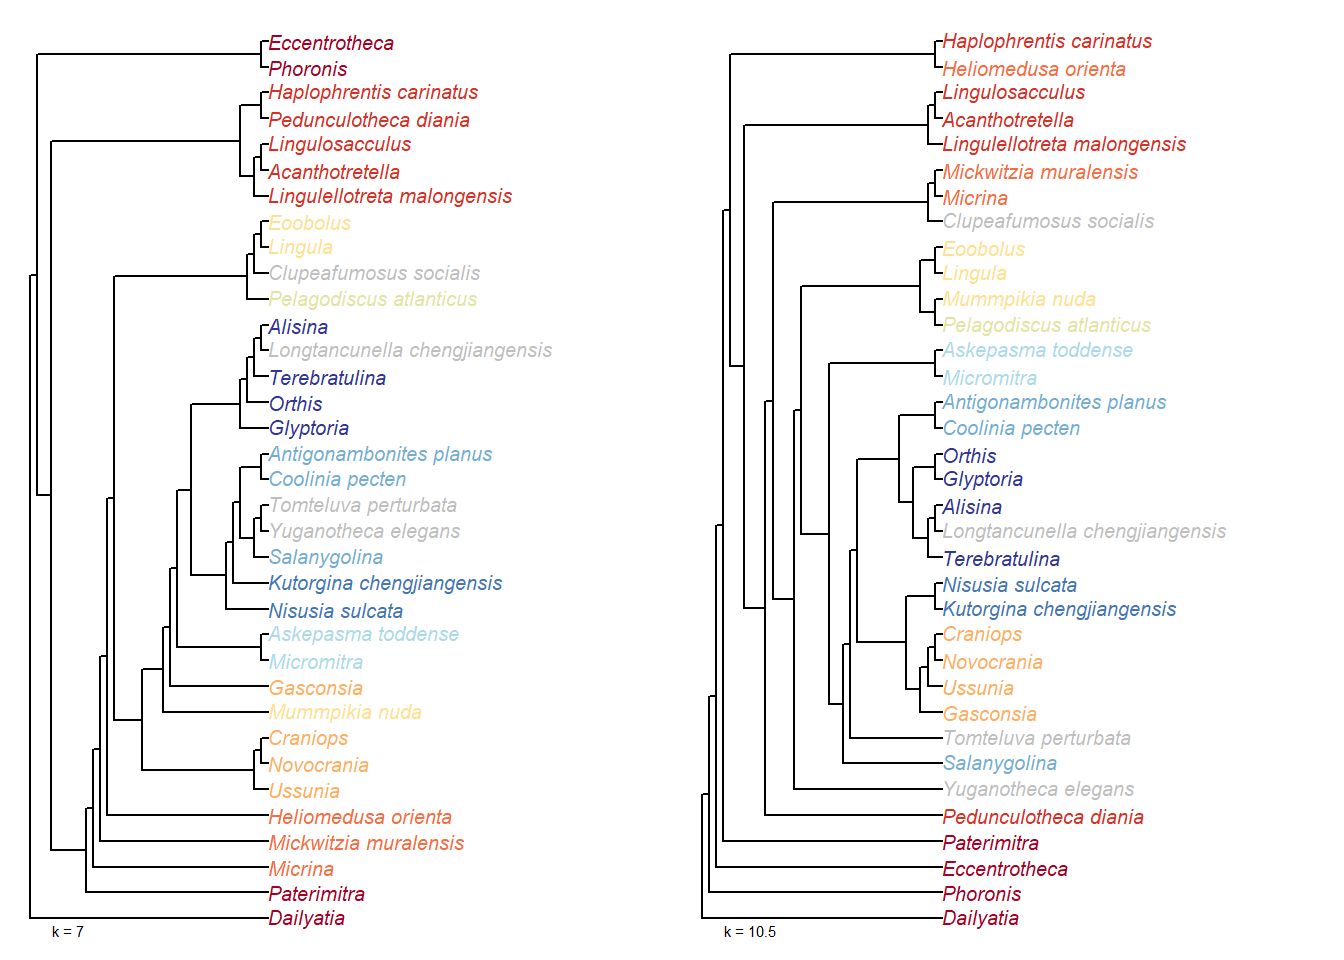 Eccentrotheca
Phoronis
Haplophrentis carinatus
Pedunculotheca diania
Lingulosacculus
Acanthotretella
Lingulellotreta malongensis
Eoobolus
Lingula
Clupeafumosus socialis
Pelagodiscus atlanticus
Alisina
Longtancunella chengjiangensis
Terebratulina
Orthis
Glyptoria
Antigonambonites planus
Coolinia pecten
Tomteluva perturbata
Yuganotheca elegans
Salanygolina
Kutorgina chengjiangensis
Nisusia sulcata
Askepasma toddense
Micromitra
Gasconsia
Mummpikia nuda
Craniops
Novocrania
Ussunia
Heliomedusa orienta
Mickwitzia muralensis
Micrina
Paterimitra
Dailyatia
k = 7
Haplophrentis carinatus
Heliomedusa orienta
Lingulosacculus
Acanthotretella
Lingulellotreta malongensis
Mickwitzia muralensis
Micrina
Clupeafumosus socialis
Eoobolus
Lingula
Mummpikia nuda
Pelagodiscus atlanticus
Askepasma toddense
Micromitra
Antigonambonites planus
Coolinia pecten
Orthis
Glyptoria
Alisina
Longtancunella chengjiangensis
Terebratulina
Nisusia sulcata
Kutorgina chengjiangensis
Craniops
Novocrania
Ussunia
Gasconsia
Tomteluva perturbata
Salanygolina
Yuganotheca elegans
Pedunculotheca diania
Paterimitra
Eccentrotheca
Phoronis
Dailyatia
k = 10.5